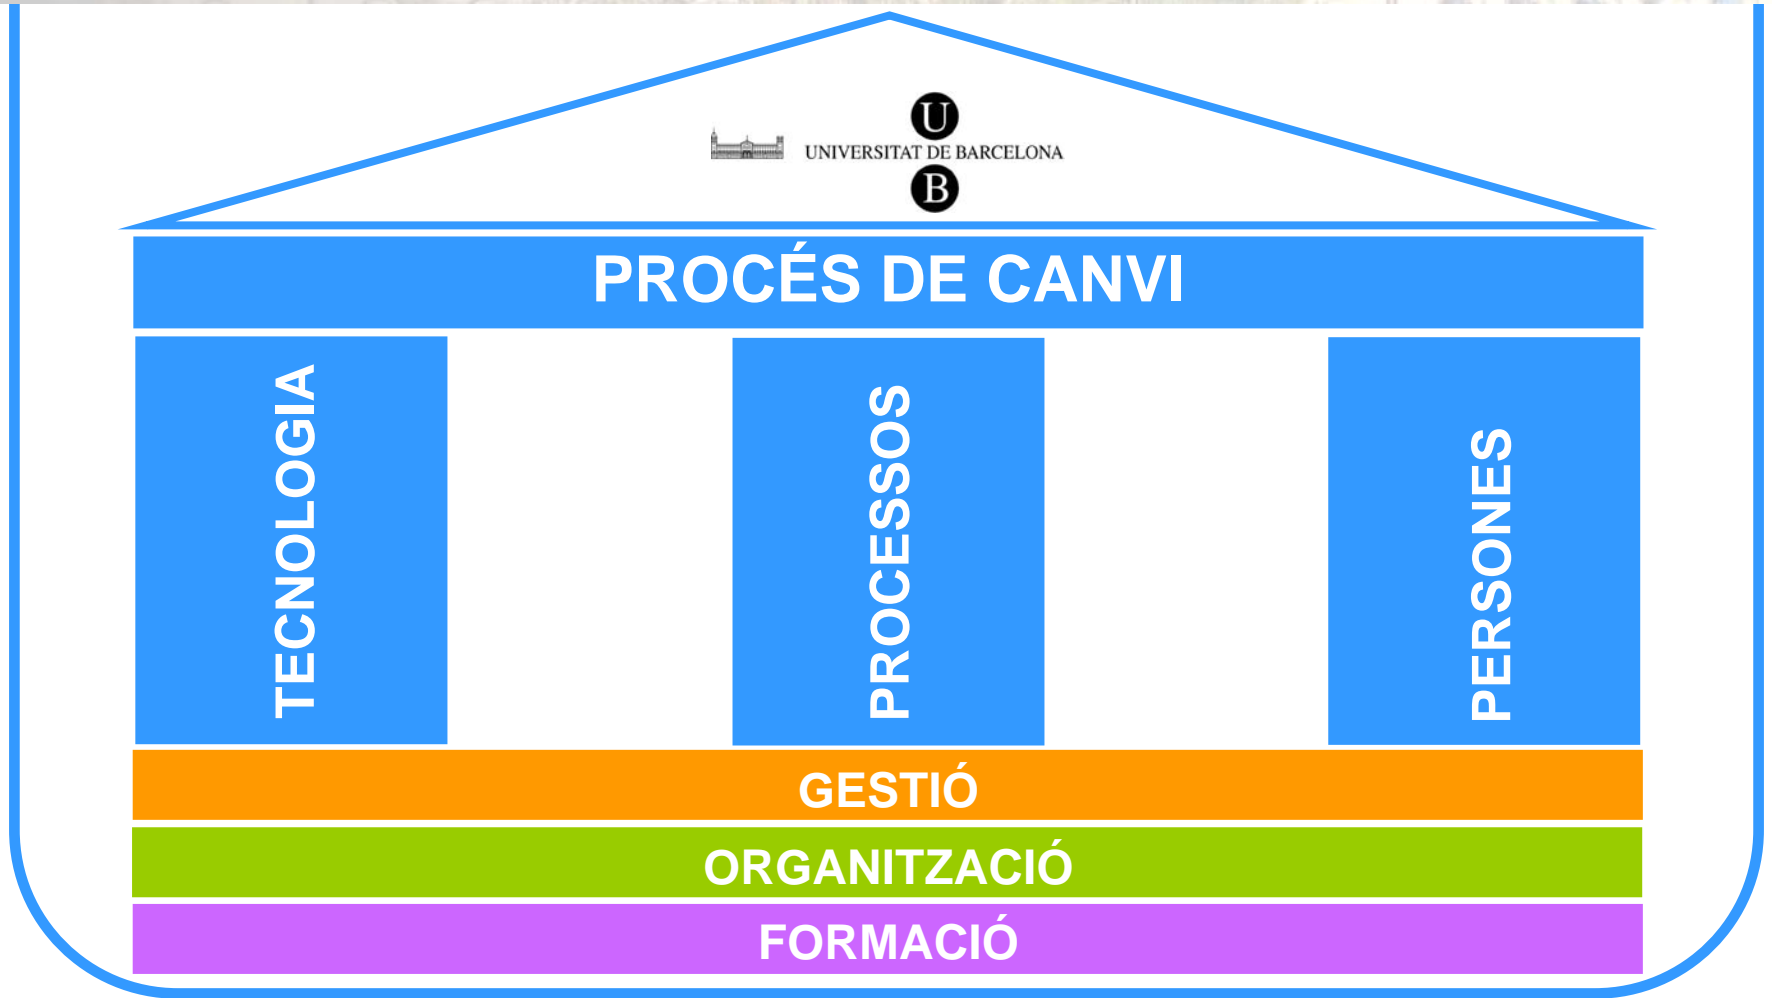 U
UNIVERSITAT DE BARCELONA
B
PROCÉS DE CANVI
TECNOLOGIA
PROCESSOS
PERSONES
GESTIÓ
ORGANITZACIÓ
FORMACIÓ